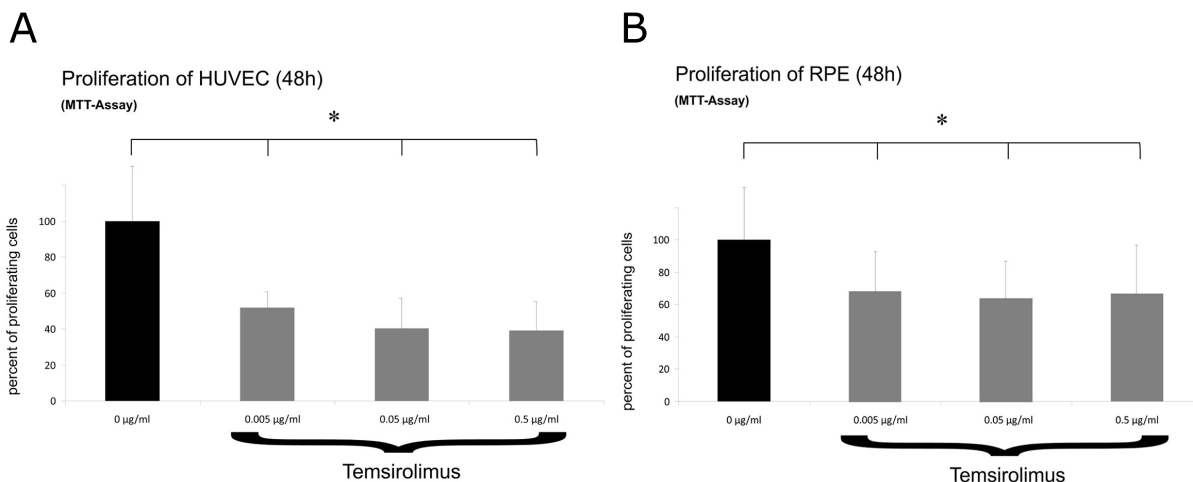 A
Proliferation of HUVEC (48h)
(MTT-Assay)
*
percent of proliferating cells
100
80
60
40
20
0
0 µg/ml
0.005 µg/ml
0.05 µg/ml
0.5 µg/ml
Temsirolimus
B
Proliferation of RPE (48h)
(MTT-Assay)
*
percent of proliferating cells
100
80
60
40
20
0
0 µg/ml
0.005 µg/ml
0.05 µg/ml
0.5 µg/ml
Temsirolimus